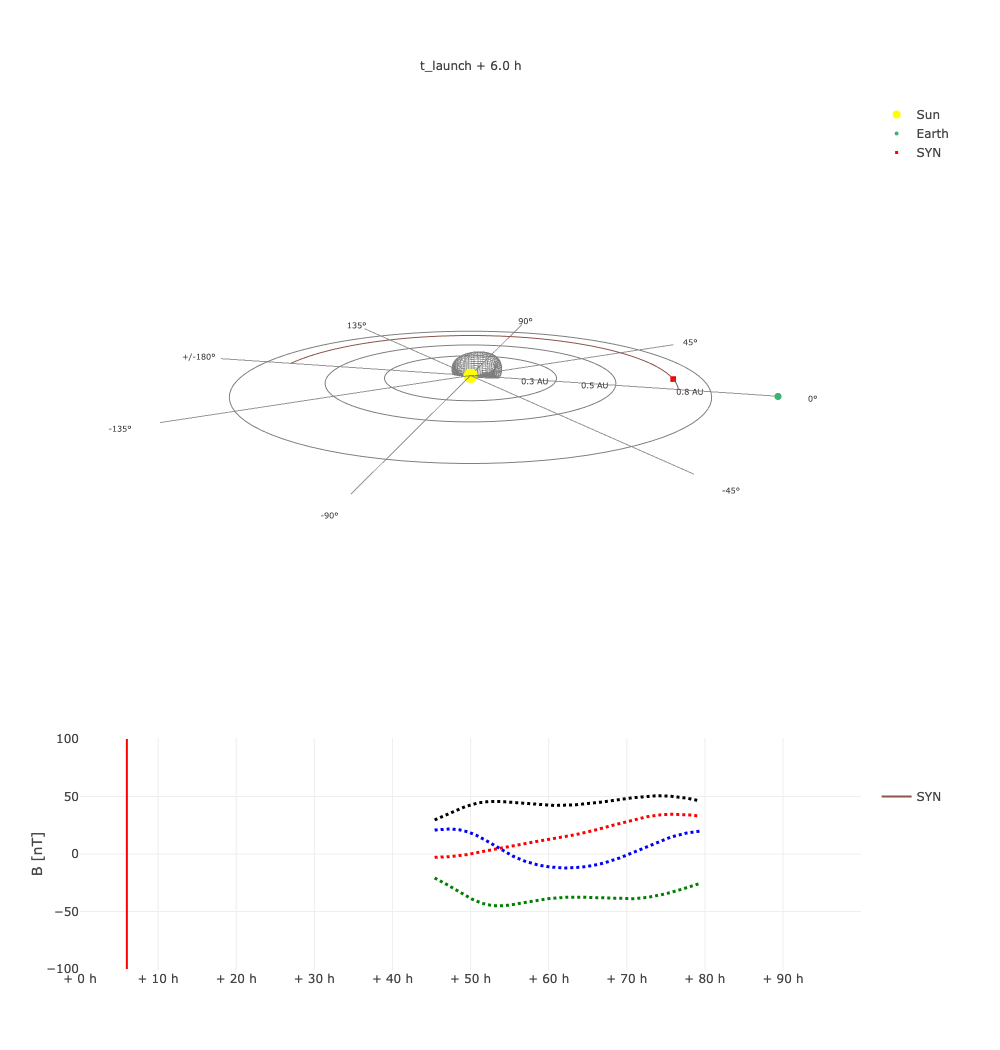 t_launch + 6.0 h
Sun
Earth
SYN
90°
135°
45°
+/-180°
0.3 AU
0.5 AU
0.8 AU
0°
-135°
-45°
-90°
100
50
0
−50
−100
B [nT]
SYN
+ 0 h
+ 10 h
+ 20 h
+ 30 h
+ 40 h
+ 50 h
+ 60 h
+ 70 h
+ 80 h
+ 90 h